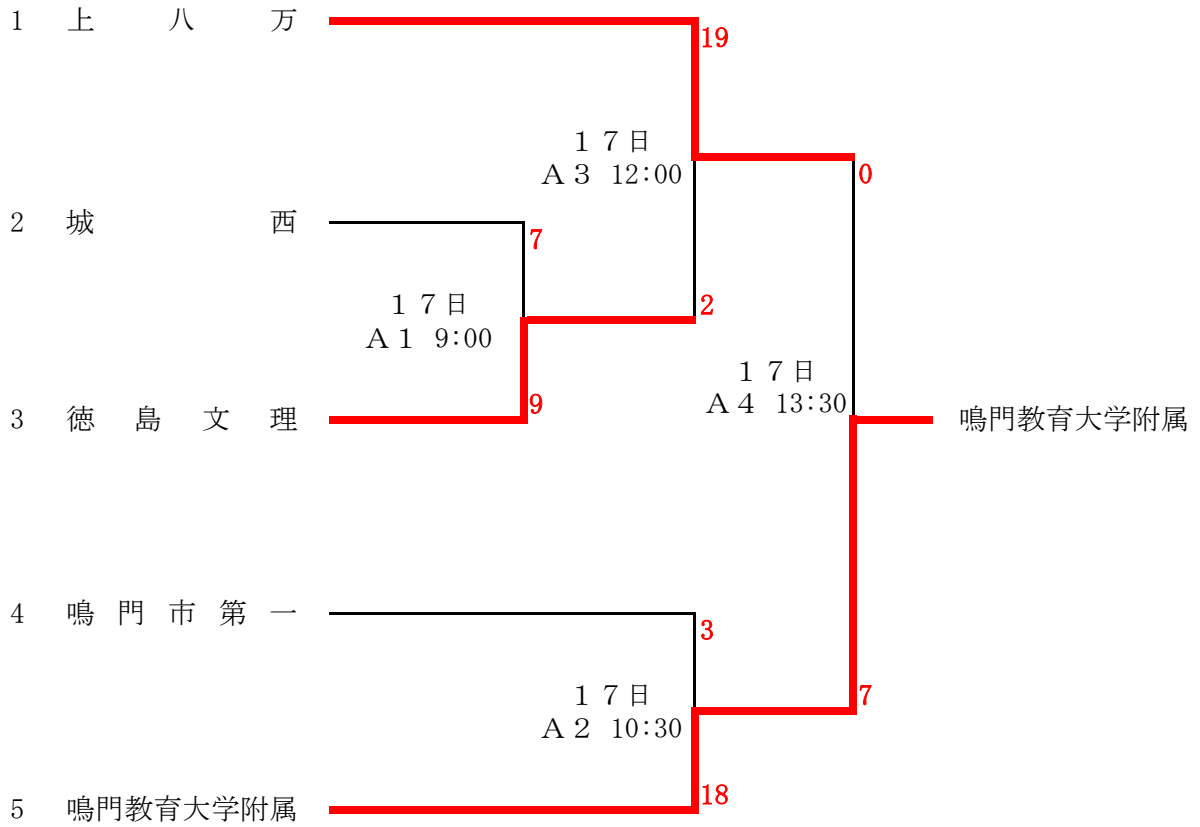 1 上八万
19
17日
A3 12:00
0
2 城西
7
17日
A1 9:00
2
17日
A4 13:30
9
3 徳島文理
鳴門教育大学附属
4 鳴門市第一
3
17日
A2 10:30
7
18
5 鳴門教育大学附属